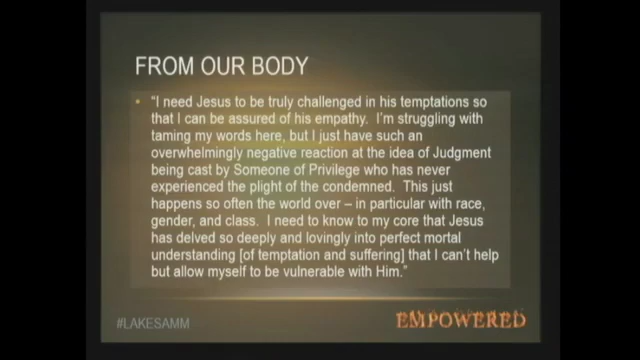 FROM OUR BODY
• "I need Jesus to be truly challenged in his temptations so
that I can be assured of his empathy. I'm struggling with
taming my words here, but I just have such an
overwhelmingly negative reaction at the idea of Judgment
being cast by Someone of Privilege who has never
experienced the plight of the condemned. This just
happens so often the world over – in particular with race,
gender, and class. I need to know to my core that Jesus
has delved so deeply and lovingly into perfect mortal
understanding [of temptation and suffering] that I can't help
but allow myself to be vulnerable with Him."
#LAKESAMM
EMPOWERED